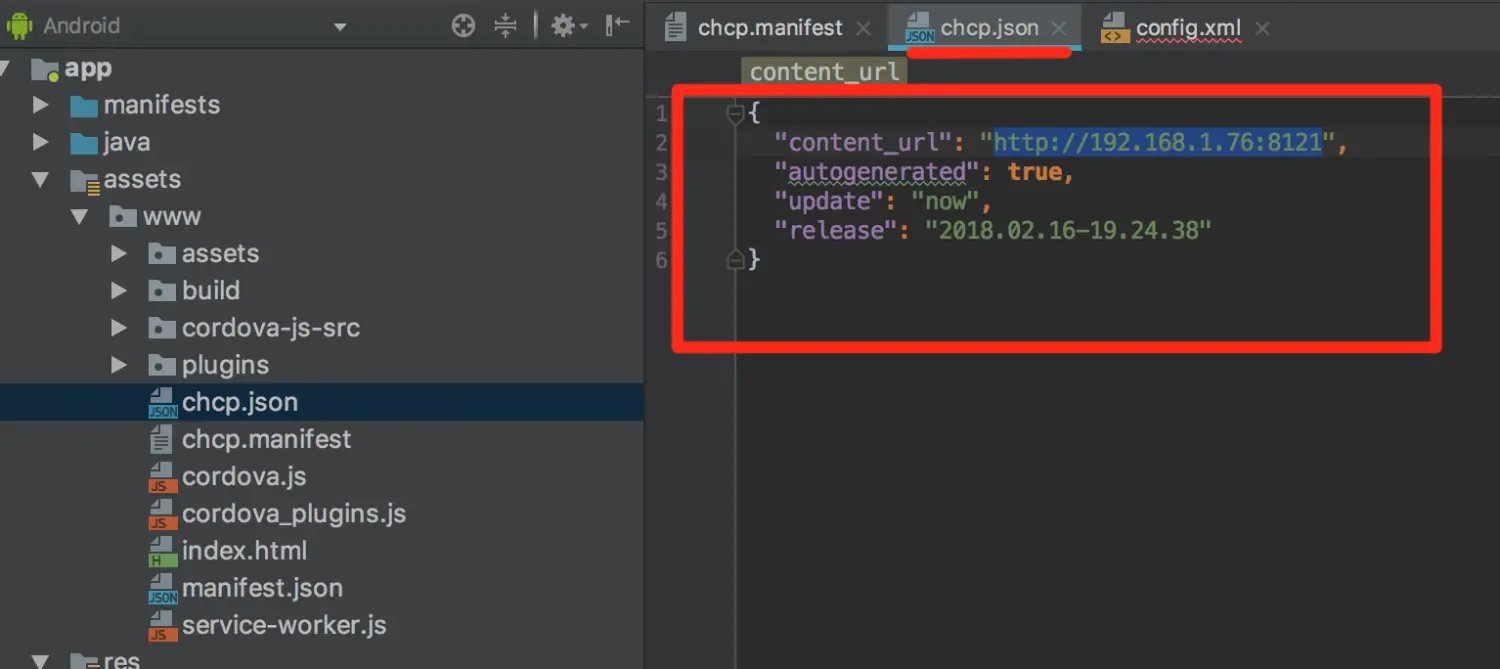 Android
app
manifests
java
assets
www
assets
build
cordova-js-src
plugins
JSON chcp.json
chcp.manifest
JS cordova.js
JS cordova_plugins.js
H index.html
JSON manifest.json
JS service-worker.js
res
chcp.manifest JSON chcp.json <> config.xml
content_url
1 {
2 "content_url": "http://192.168.1.76:8121",
3 "autogenerated": true,
4 "update": "now",
5 "release": "2018.02.16-19.24.38"
6 }